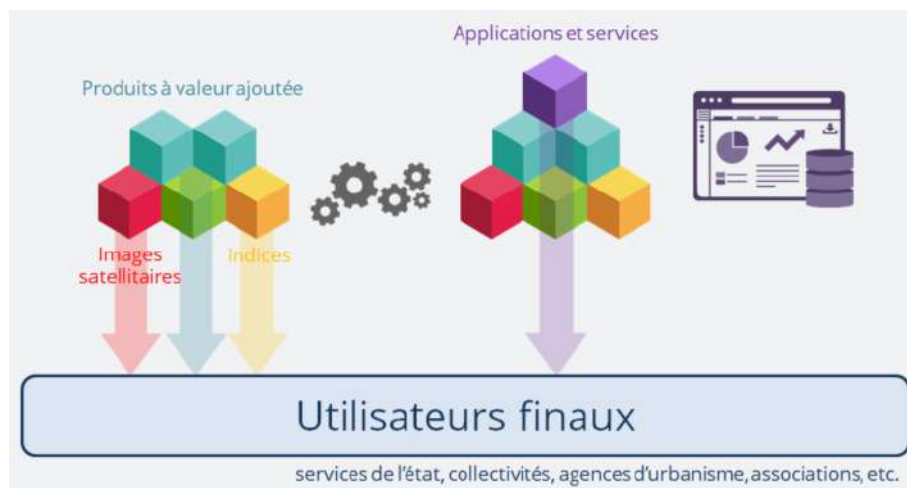 Applications et services
Produits à valeur ajoutée
Images
satellitaires
Indices
Utilisateurs finaux
services de l'état, collectivités, agences d'urbanisme, associations, etc.